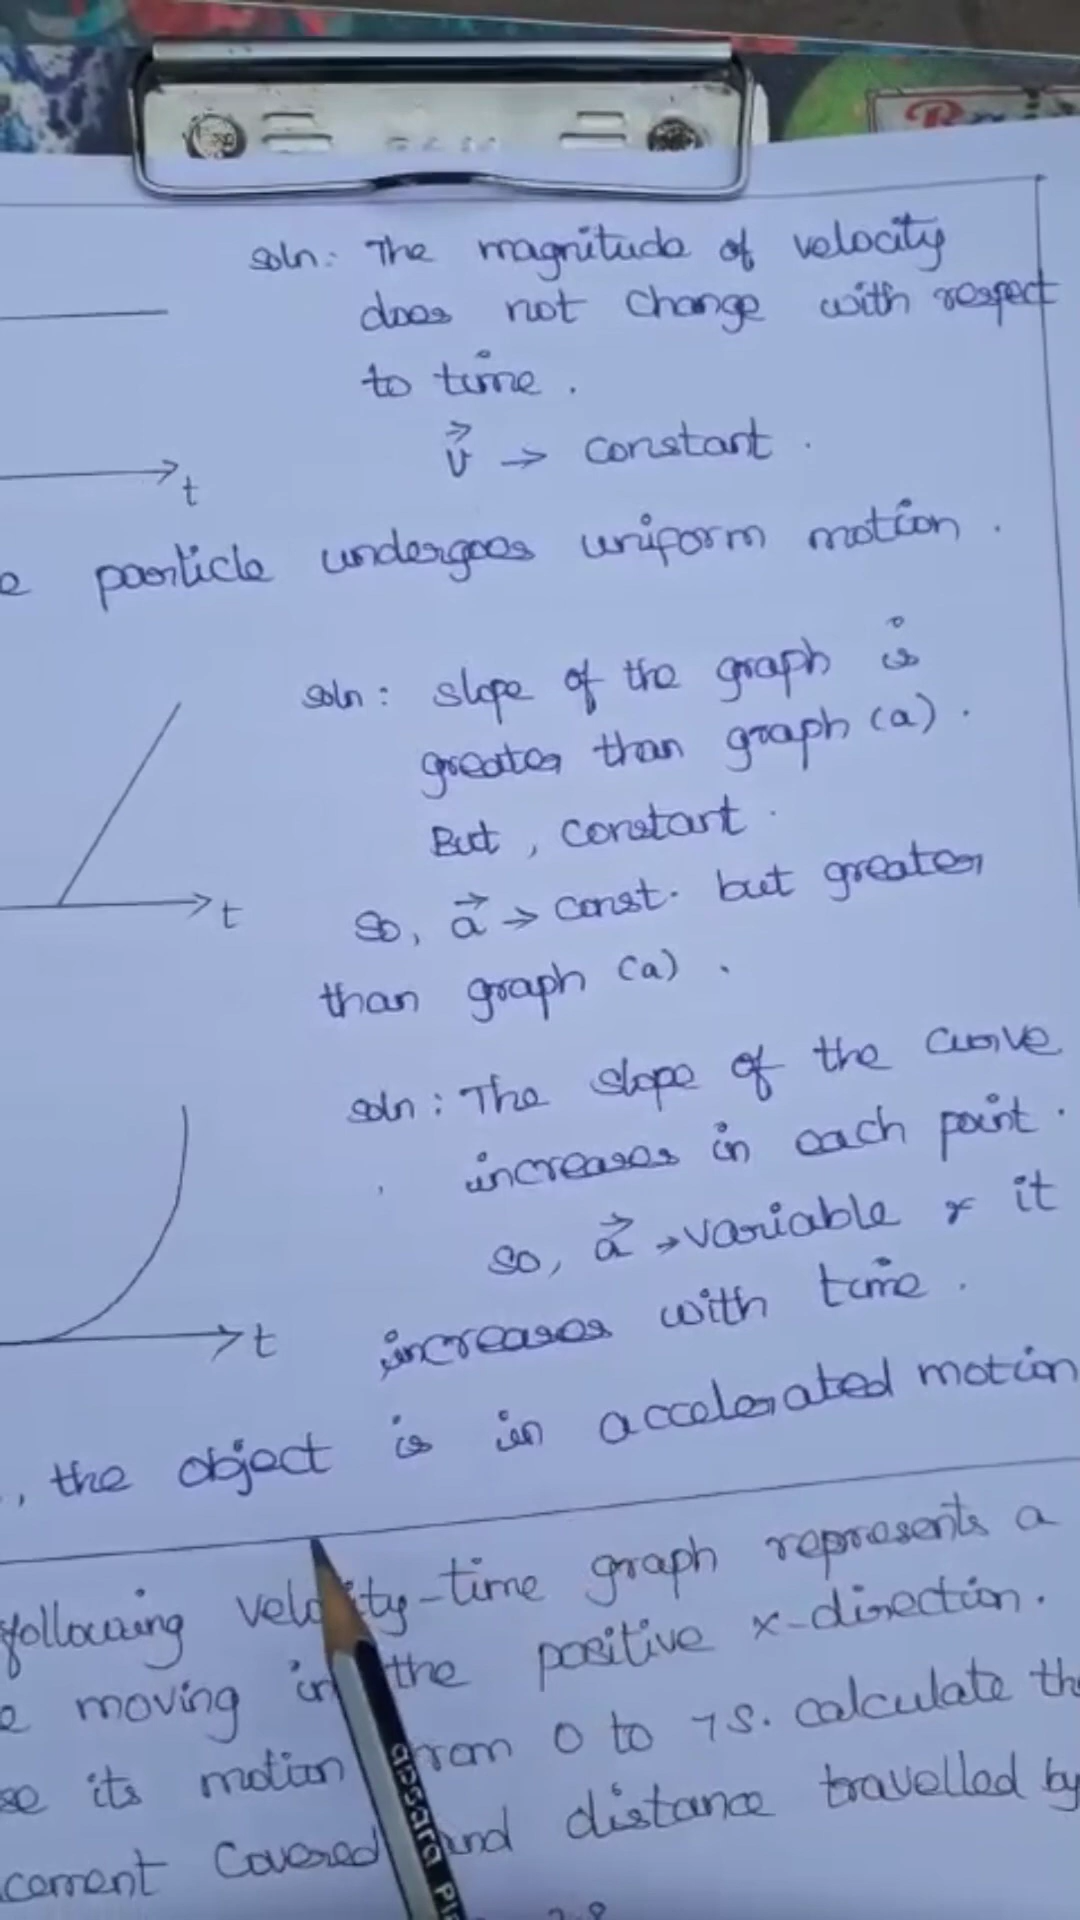 soln: The magnitude of velocity
does not change with respect
to time.
v → constant.
t
particle undergoes uniform motion.
soln: slope of the graph is
greater than graph (a).
But, constant.
So, a → const. but greater
t
than graph (a).
soln: The slope of the curve
increases in each point.
so, a → variable & it
t
increases with time.
, the object is in accelerated motion
following velocity-time graph represents a
moving in the positive x-direction.
its motion from 0 to 7s. calculate the
cement covered and distance travelled by
apsara Pl